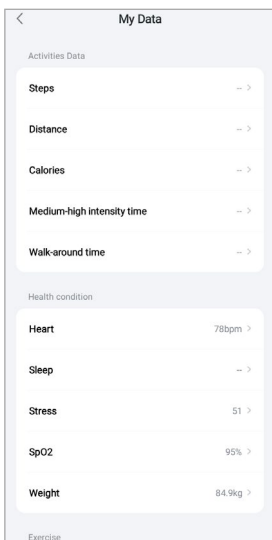 My Data
Activities Data
Steps --
Distance --
Calories --
Medium-high intensity time --
Walk-around time --
Health condition
Heart 78bpm
Sleep --
Stress 51
SpO2 95%
Weight 84.9kg
Exercise